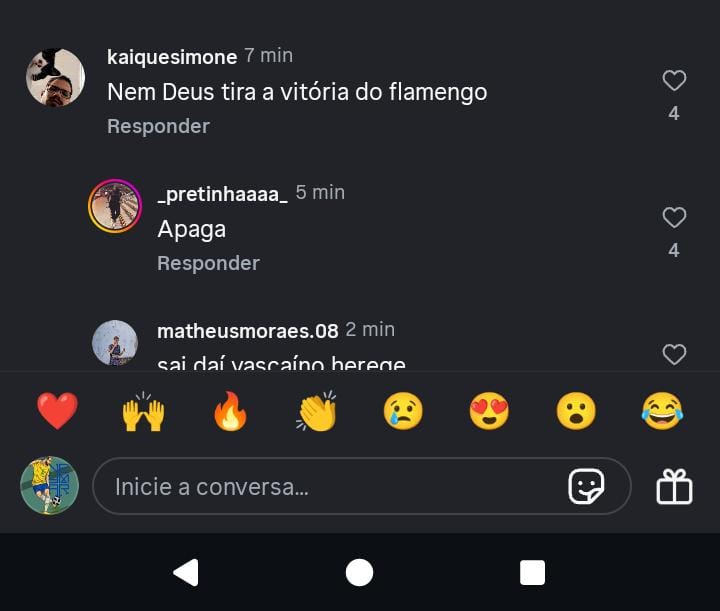 kaiquesimone 7 min
Nem Deus tira a vitória do flamengo
4
Responder
_pretinhaaaa_ 5 min
Apaga
4
Responder
matheusmoraes.08 2 min
sai daí vascaíno herege
Inicie a conversa...